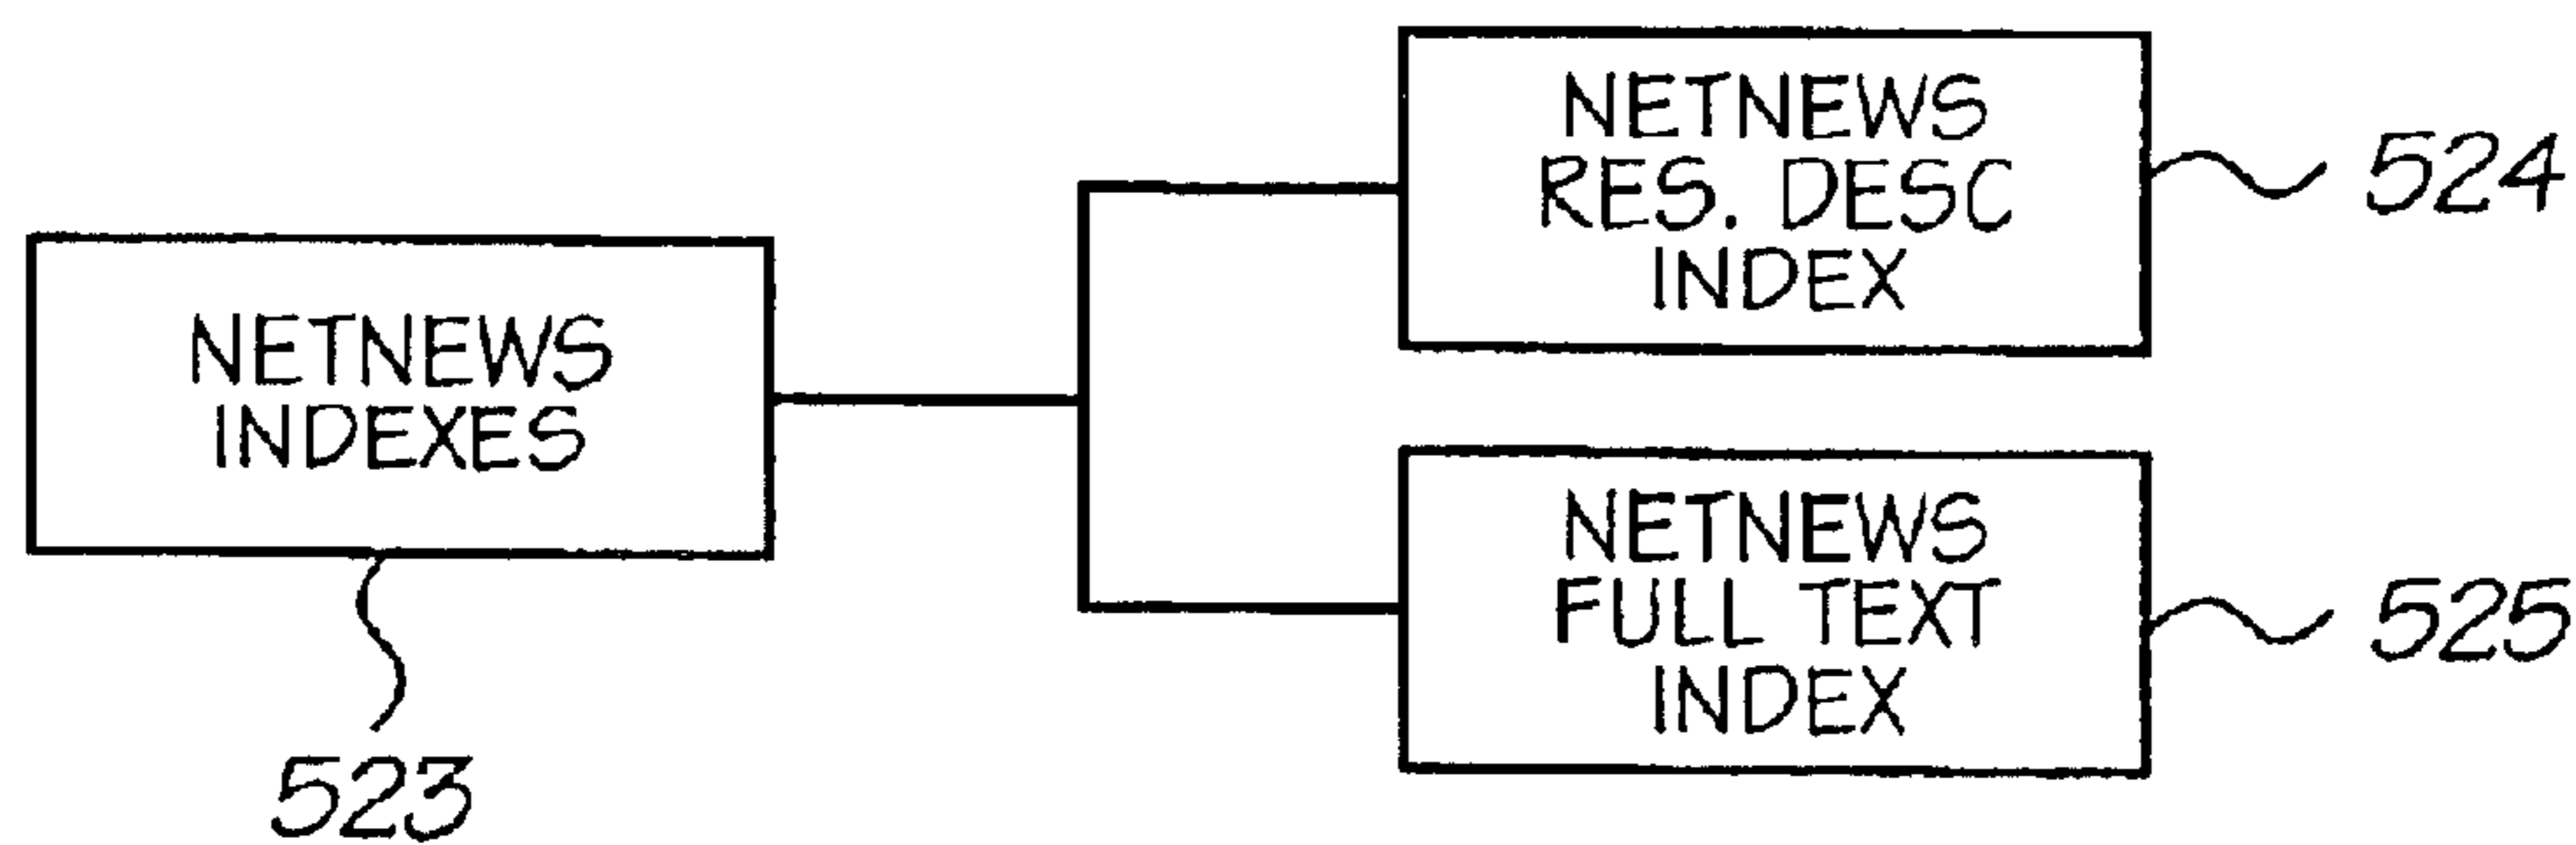 NETNEWS
INDEXES
523
NETNEWS
RES. DESC
INDEX
524
NETNEWS
FULL TEXT
INDEX
525